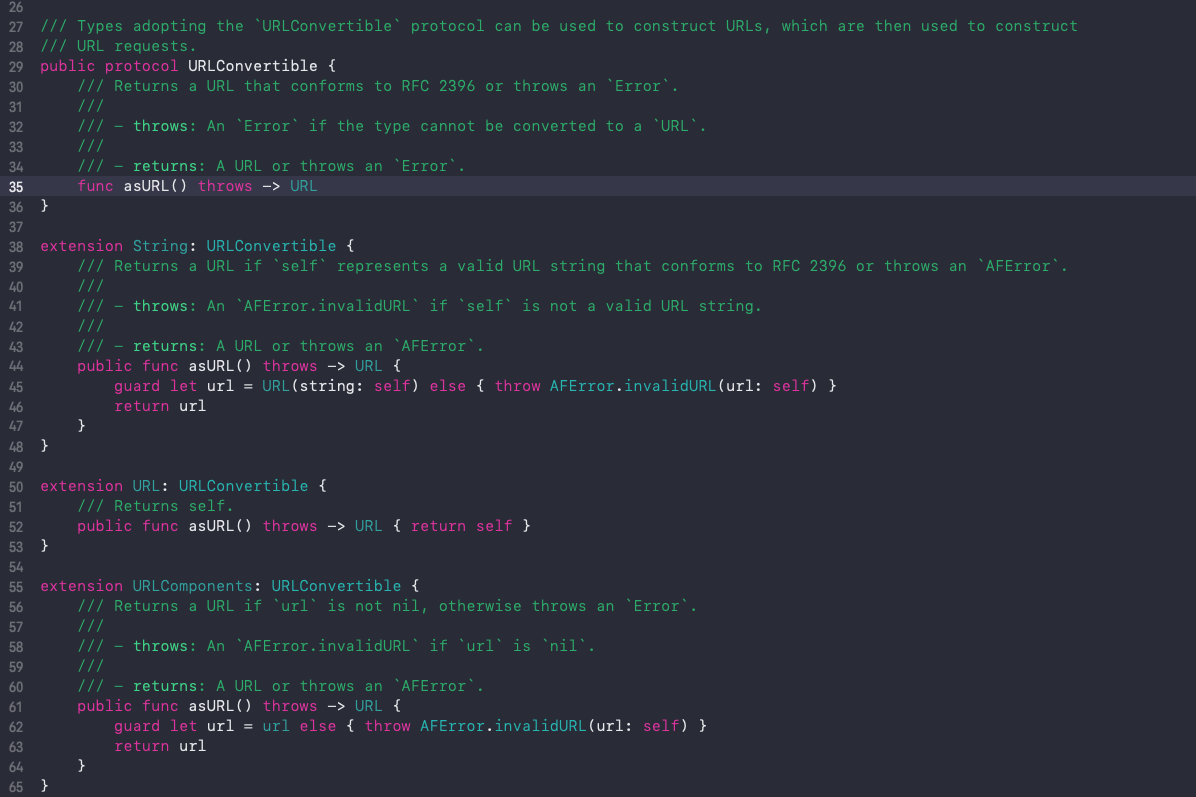 26
27 /// Types adopting the `URLConvertible` protocol can be used to construct URLs, which are then used to construct
28 /// URL requests.
29 public protocol URLConvertible {
30     /// Returns a URL that conforms to RFC 2396 or throws an `Error`.
31     ///
32     /// - throws: An `Error` if the type cannot be converted to a `URL`.
33     ///
34     /// - returns: A URL or throws an `Error`.
35     func asURL() throws -> URL
36 }
37
38 extension String: URLConvertible {
39     /// Returns a URL if `self` represents a valid URL string that conforms to RFC 2396 or throws an `AFError`.
40     ///
41     /// - throws: An `AFError.invalidURL` if `self` is not a valid URL string.
42     ///
43     /// - returns: A URL or throws an `AFError`.
44     public func asURL() throws -> URL {
45         guard let url = URL(string: self) else { throw AFError.invalidURL(url: self) }
46         return url
47     }
48 }
49
50 extension URL: URLConvertible {
51     /// Returns self.
52     public func asURL() throws -> URL { return self }
53 }
54
55 extension URLComponents: URLConvertible {
56     /// Returns a URL if `url` is not nil, otherwise throws an `Error`.
57     ///
58     /// - throws: An `AFError.invalidURL` if `url` is `nil`.
59     ///
60     /// - returns: A URL or throws an `AFError`.
61     public func asURL() throws -> URL {
62         guard let url = url else { throw AFError.invalidURL(url: self) }
63         return url
64     }
65 }